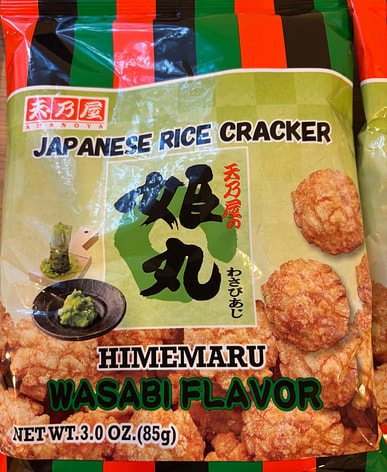 天乃屋
AMANOYA
JAPANESE RICE CRACKER
天乃屋の
姫丸
わさびあじ
HIMEMARU
WASABI FLAVOR
NET WT. 3.0 OZ. (85g)